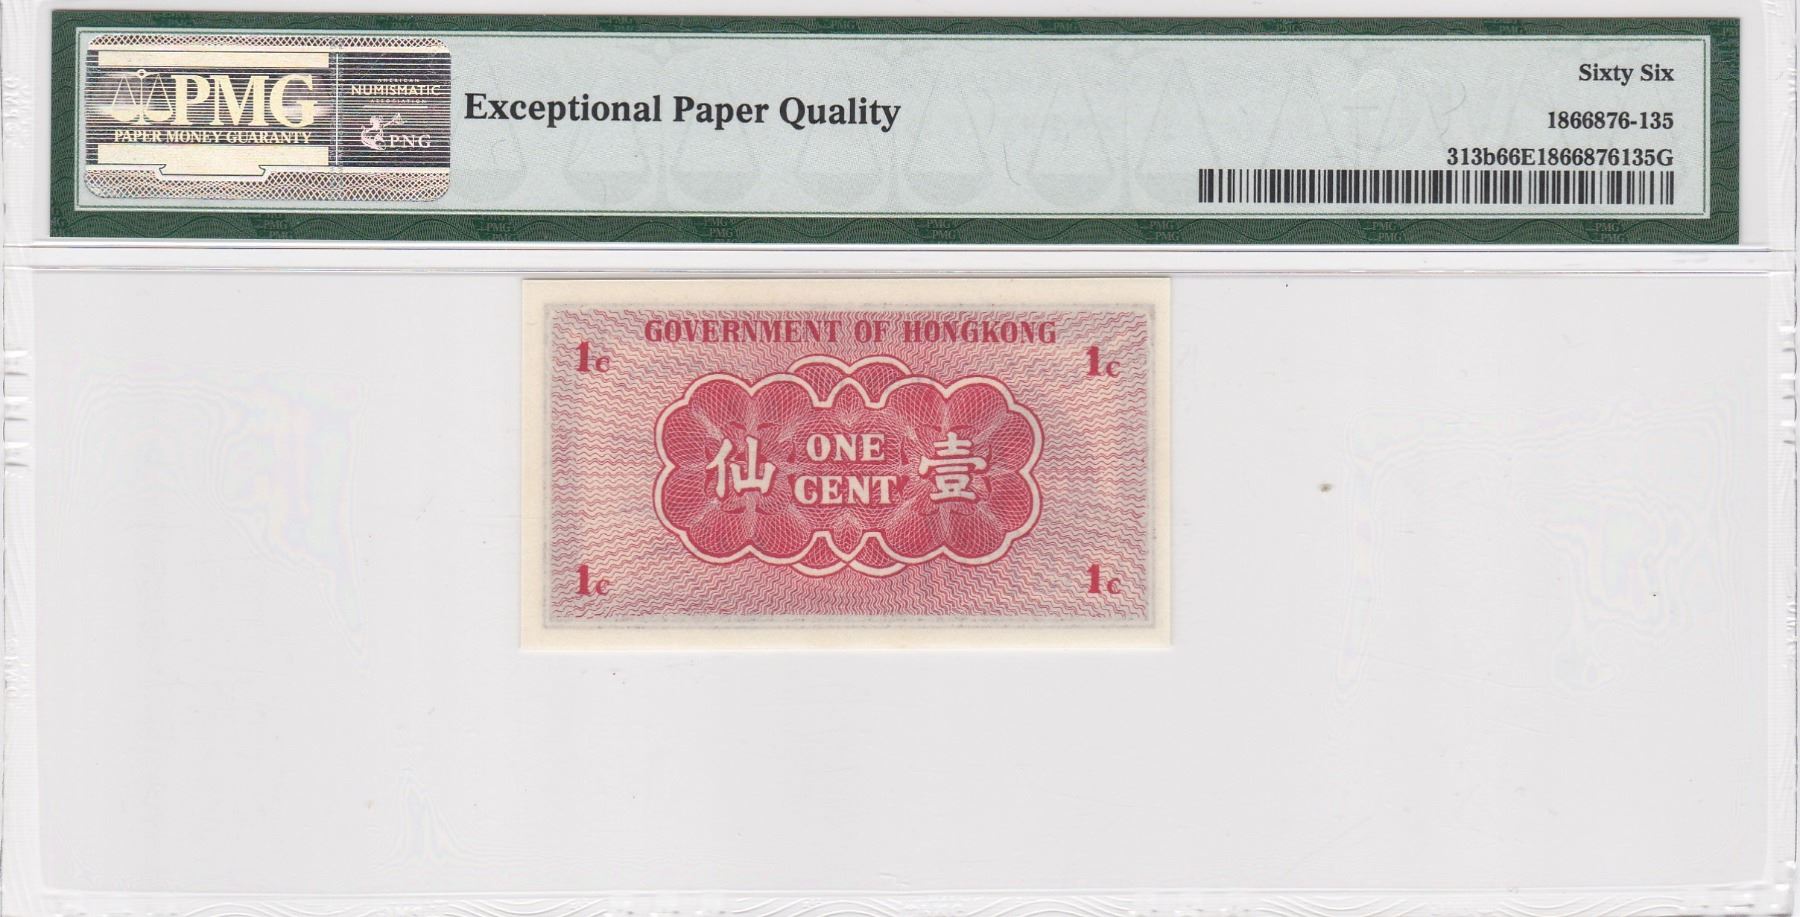 PMG
PAPER MONEY GUARANTY
AMERICAN
NUMISMATIC
ASSOCIATION
PNG
Exceptional Paper Quality
Sixty Six
1866876-135
313b66E1866876135G
GOVERNMENT OF HONGKONG
1c 1c
仙 ONE CENT 壹
1c 1c